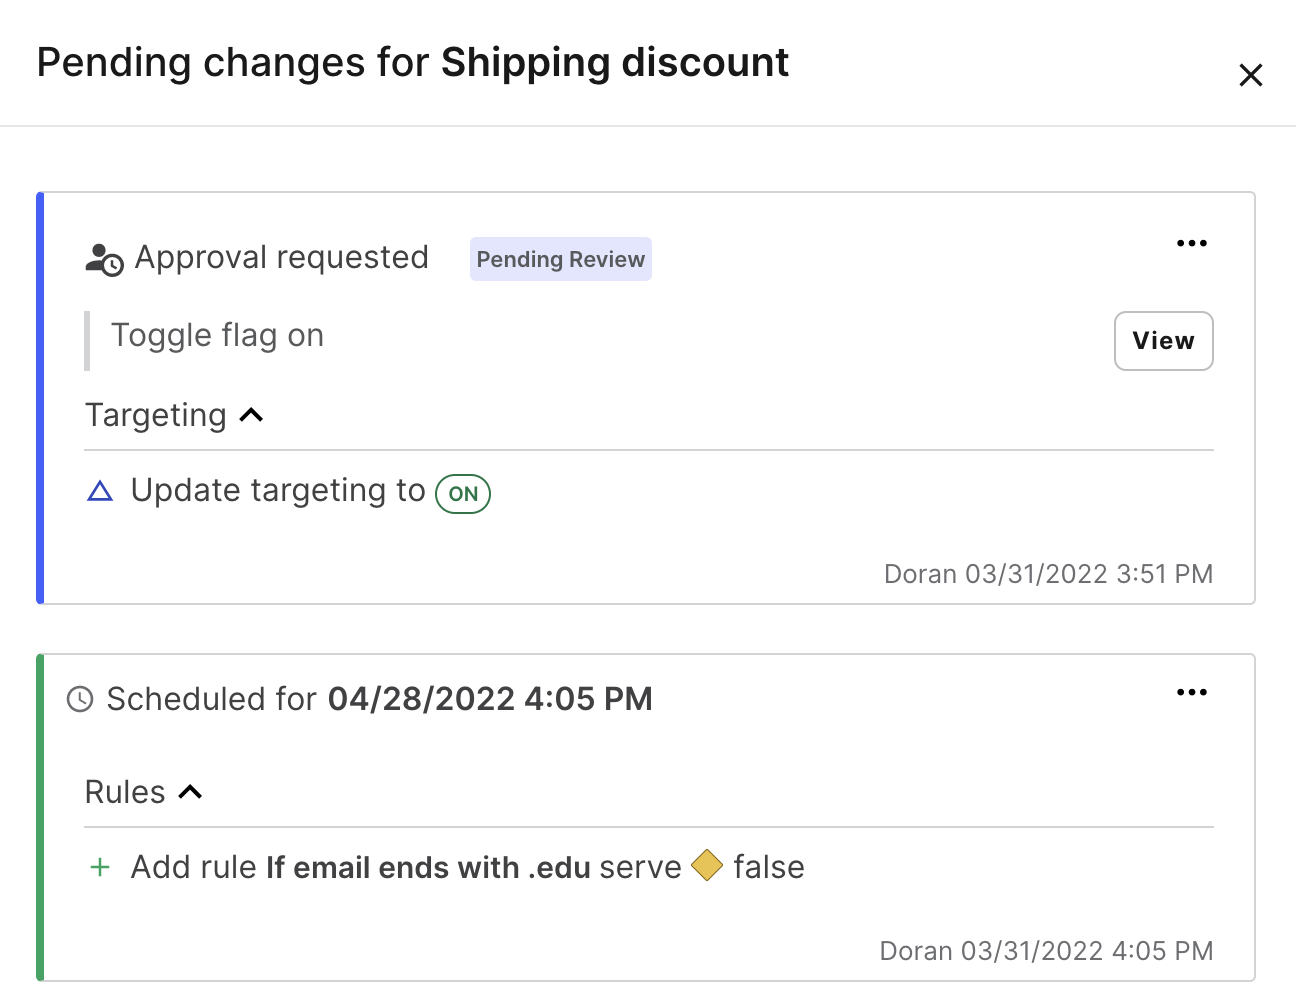 Pending changes for Shipping discount
Approval requested Pending Review
Toggle flag on
View
Targeting
Update targeting to ON
Doran 03/31/2022 3:51 PM
Scheduled for 04/28/2022 4:05 PM
Rules
Add rule If email ends with .edu serve false
Doran 03/31/2022 4:05 PM